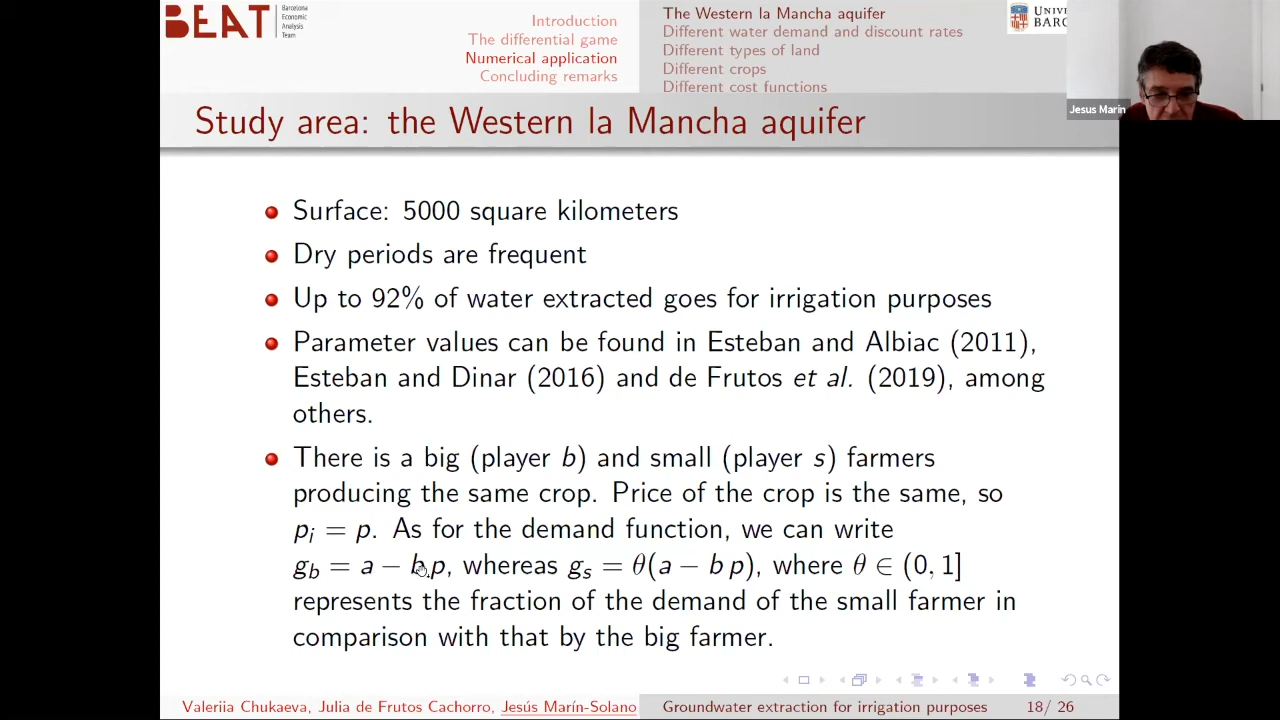 BEAT
Barcelona
Economic
Analysis
Team
Introduction
The differential game
Numerical application
Concluding remarks
The Western la Mancha aquifer
Different water demand and discount rates
Different types of land
Different crops
Different cost functions
Jesus Marin
Study area: the Western la Mancha aquifer
Surface: 5000 square kilometers
Dry periods are frequent
Up to 92% of water extracted goes for irrigation purposes
Parameter values can be found in Esteban and Albiac (2011),
Esteban and Dinar (2016) and de Frutos et al. (2019), among
others.
There is a big (player b) and small (player s) farmers
producing the same crop. Price of the crop is the same, so
p_i = p. As for the demand function, we can write
g_b = a − b p, whereas g_s = θ(a − b p), where θ ∈ (0, 1]
represents the fraction of the demand of the small farmer in
comparison with that by the big farmer.
Valeriia Chukaeva, Julia de Frutos Cachorro, Jesús Marín-Solano
Groundwater extraction for irrigation purposes
18/ 26